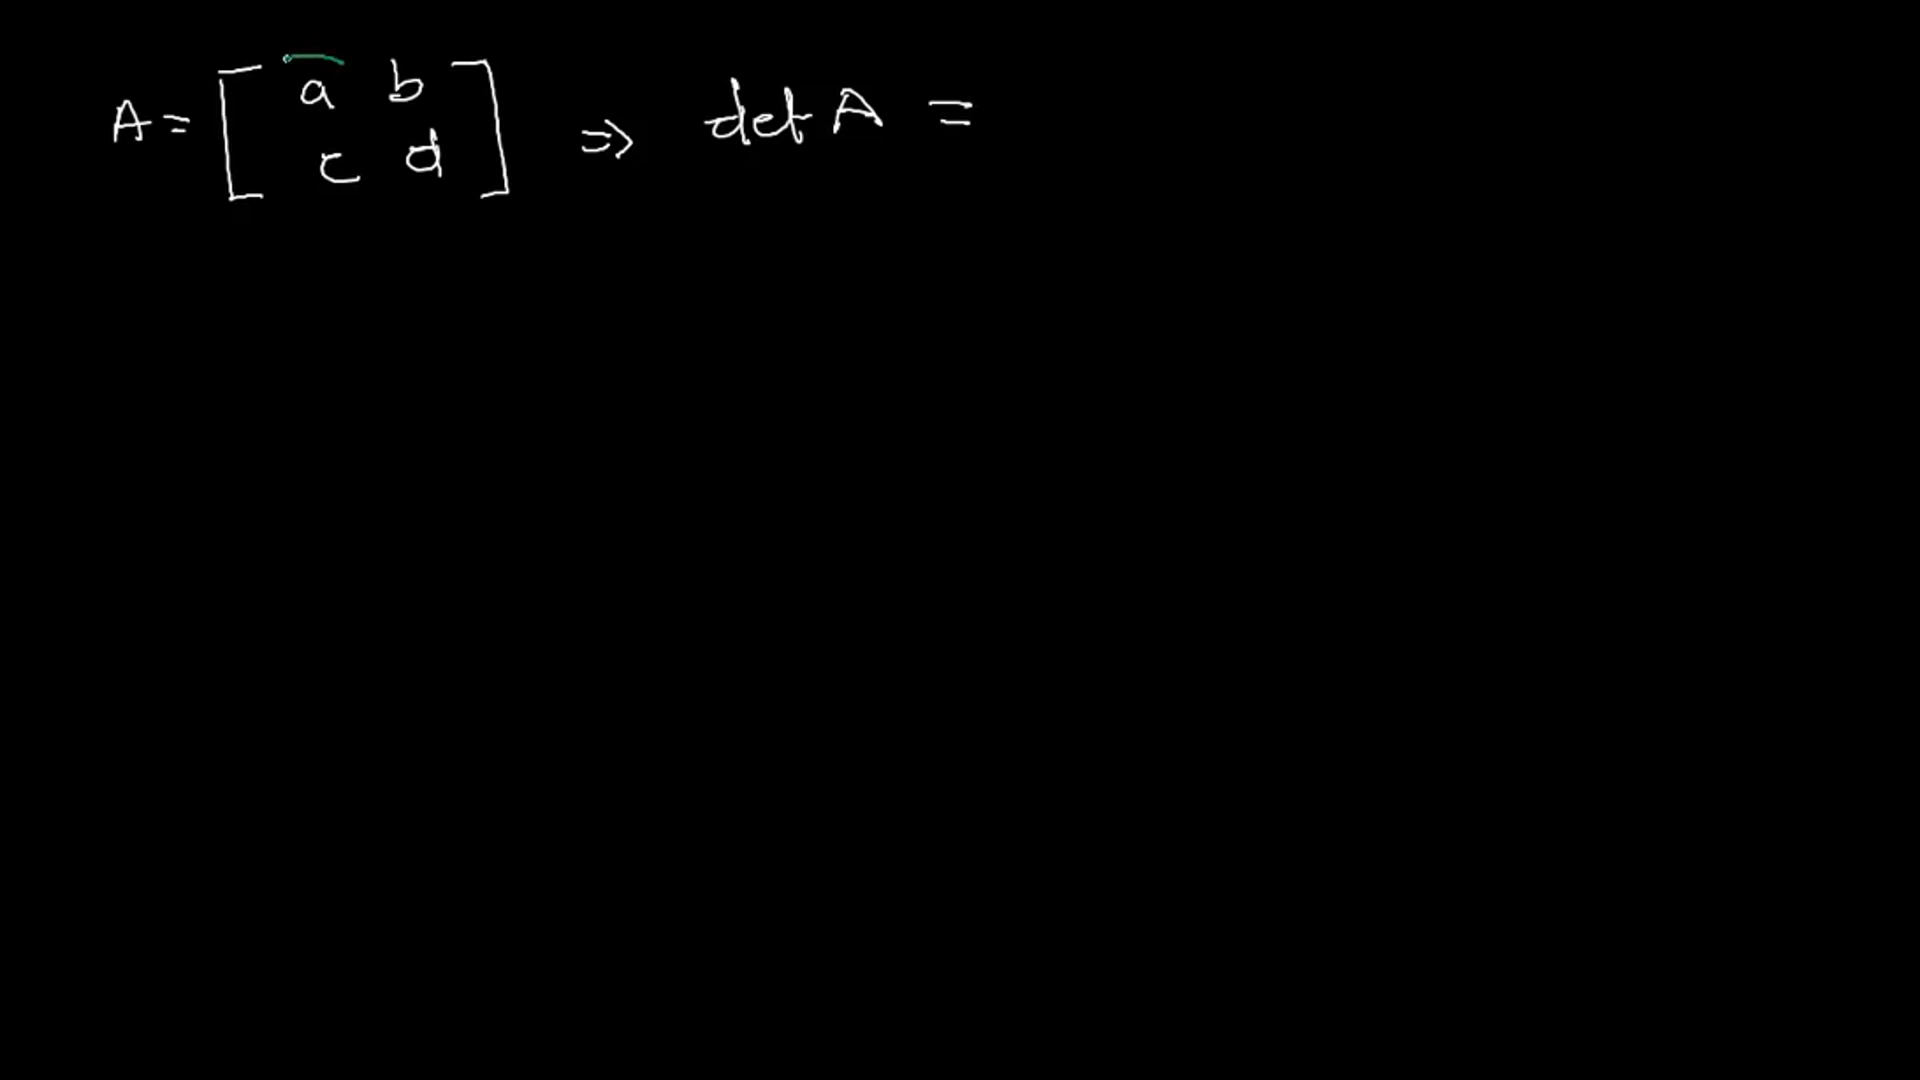 A = [ a b ] ⇒ det A =
c d